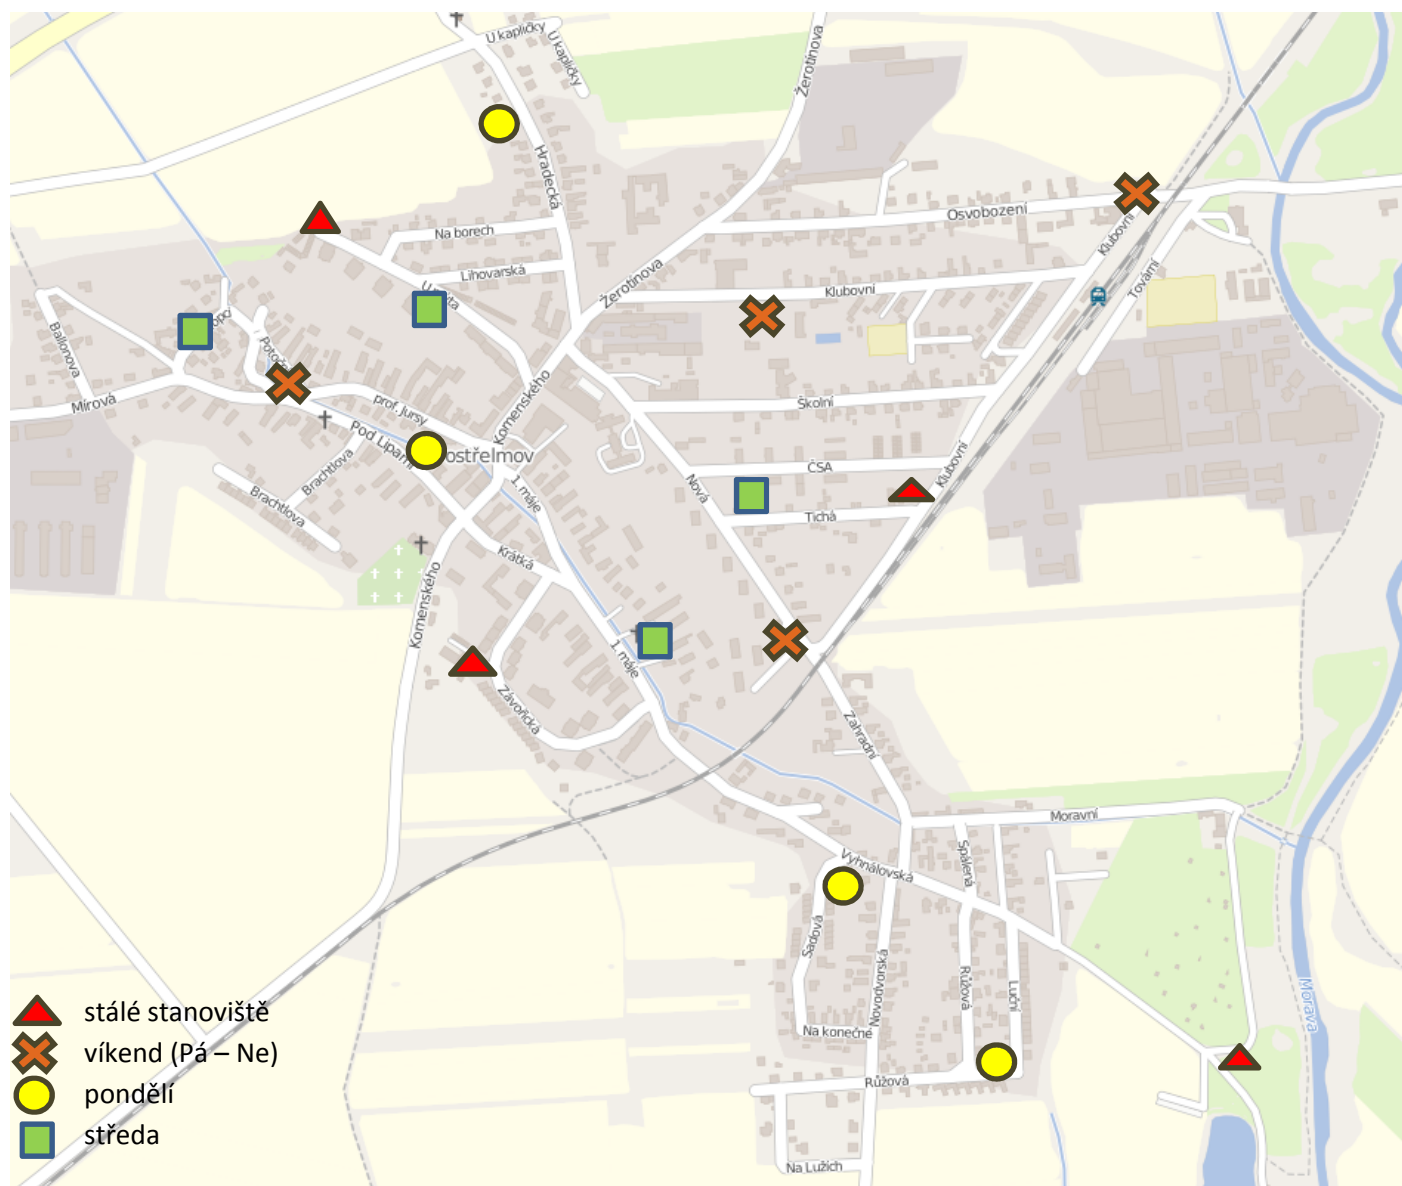 U kapličky
U kapličky
Žerotínova
Hradecká
Osvobození
Na borech
Klubovní
Lihovarská
Tovární
Žerotínova
Klubovní
Ballonova
Mírová
prof. Jursy
Komenského
Školní
Pod Lipami
Brachtlova
Brachtlova
1. máje
Nová
ČSA
Klubovní
Tichá
Krátká
Komenského
1. máje
Závořická
Zahradní
Moravní
Vyhnálovská
Spálená
Sadová
Novodvorská
Růžová
Luční
Morava
Na konečné
Růžová
Na Lužích
stálé stanoviště
víkend (Pá – Ne)
pondělí
středa